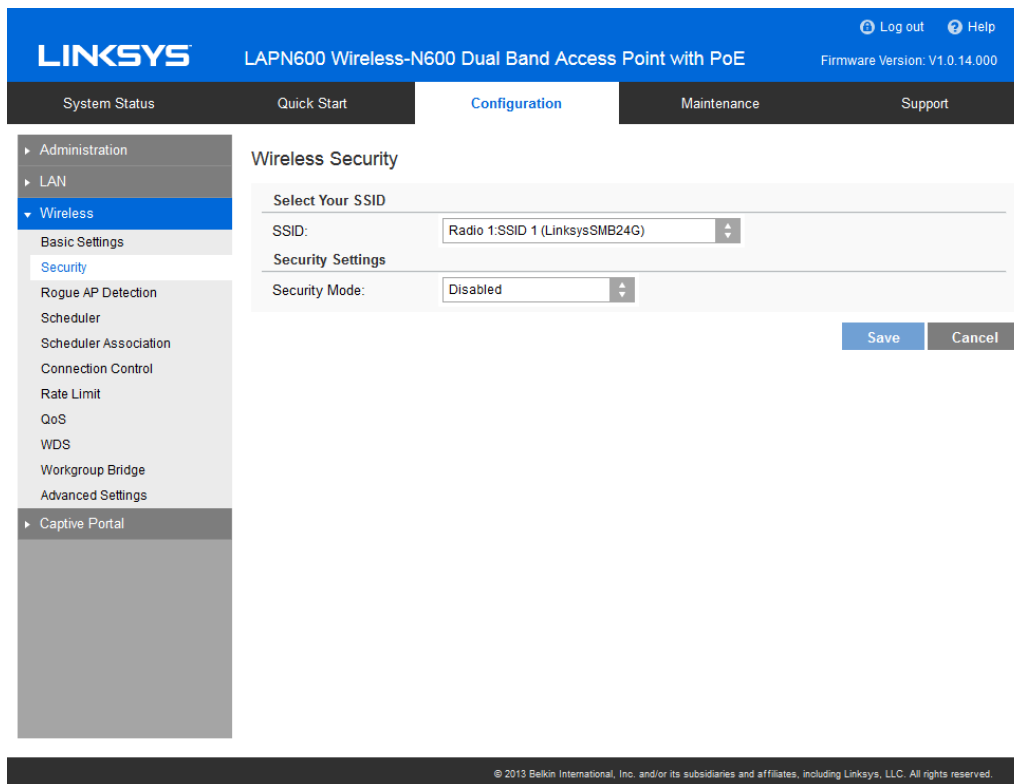 Log out Help
LINKSYS LAPN600 Wireless-N600 Dual Band Access Point with PoE Firmware Version: V1.0.14.000
System Status Quick Start Configuration Maintenance Support
Administration
LAN
Wireless
Basic Settings
Security
Rogue AP Detection
Scheduler
Scheduler Association
Connection Control
Rate Limit
QoS
WDS
Workgroup Bridge
Advanced Settings
Captive Portal
Wireless Security
Select Your SSID
SSID: Radio 1:SSID 1 (LinksysSMB24G)
Security Settings
Security Mode: Disabled
Save Cancel
© 2013 Belkin International, Inc. and/or its subsidiaries and affiliates, including Linksys, LLC. All rights reserved.